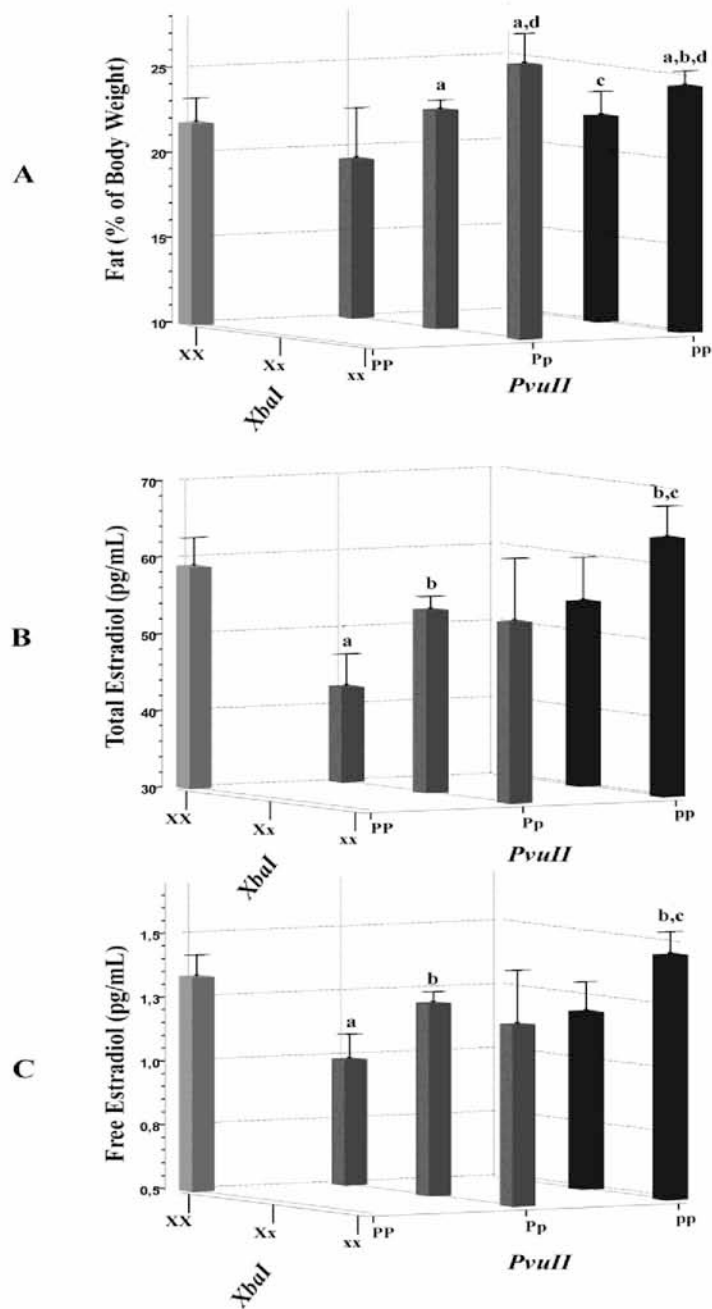 A
Fat (% of Body Weight)
25
20
15
10
a
a,d
c
a,b,d
XX
Xx
xx
PP
Pp
pp
XbaI
PvuII
B
Total Estradiol (pg/mL)
70
60
50
40
30
a
b
b,c
XX
Xx
xx
PP
Pp
pp
XbaI
PvuII
C
Free Estradiol (pg/mL)
1,5
1,3
1,0
0,8
0,5
a
b
b,c
XX
Xx
xx
PP
Pp
pp
XbaI
PvuII